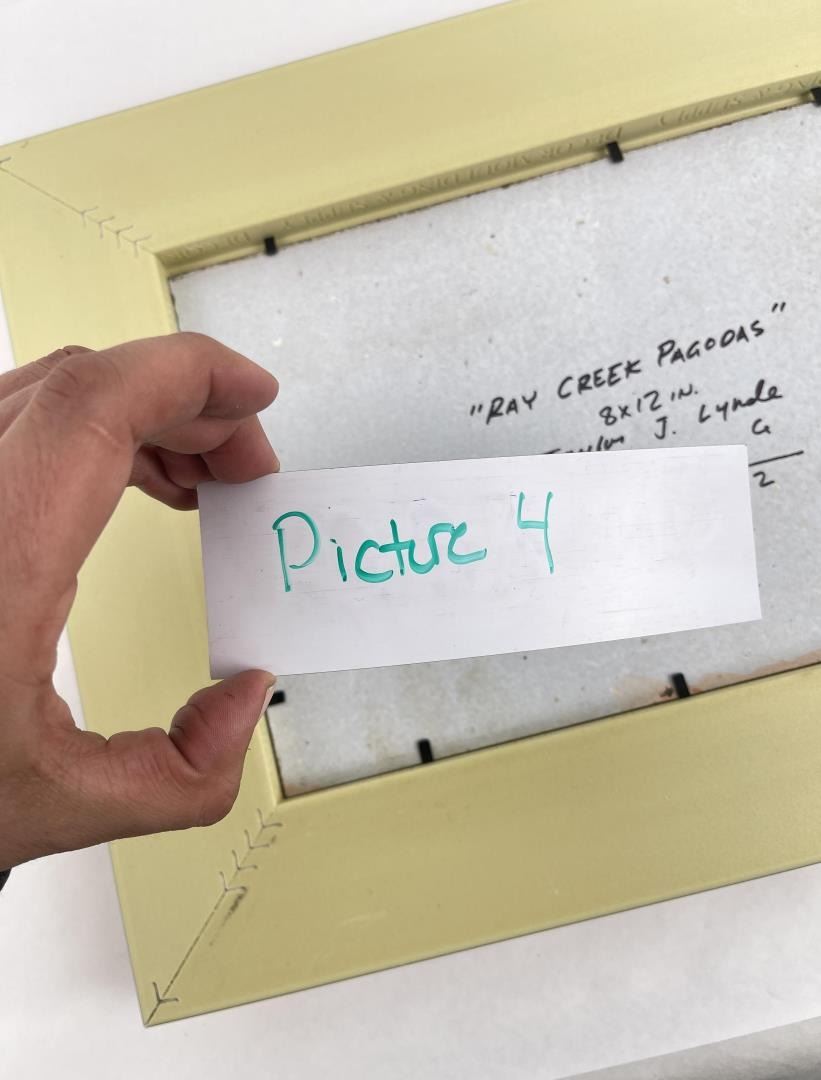 "RAY CREEK PAGODAS"
8x12 IN.
J. Lynde
G
2
Picture 4